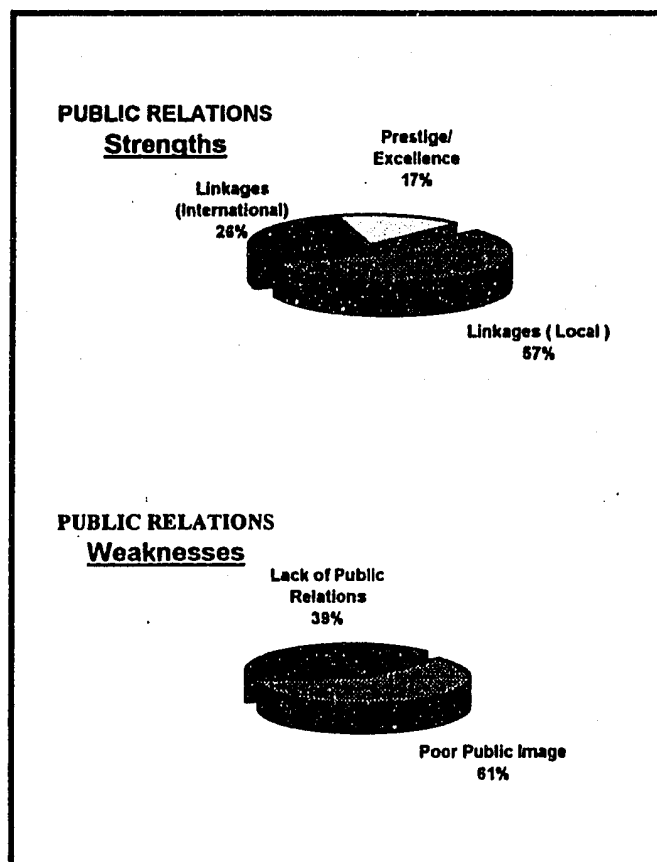 PUBLIC RELATIONS
Strengths
Prestige/
Excellence
17%
Linkages
(International)
26%
Linkages ( Local )
57%
PUBLIC RELATIONS
Weaknesses
Lack of Public
Relations
39%
Poor Public Image
61%